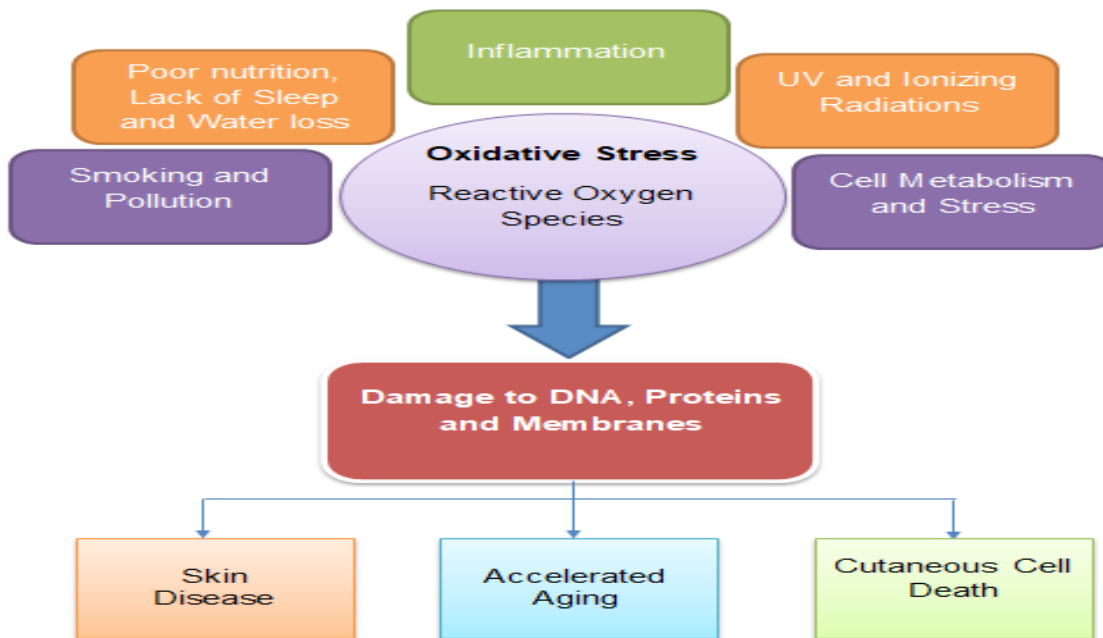 Inflammation
Poor nutrition,
Lack of Sleep
and Water loss
UV and Ionizing
Radiations
Smoking and
Pollution
Oxidative Stress
Reactive Oxygen
Species
Cell Metabolism
and Stress
Damage to DNA, Proteins
and Membranes
Skin
Disease
Accelerated
Aging
Cutaneous Cell
Death